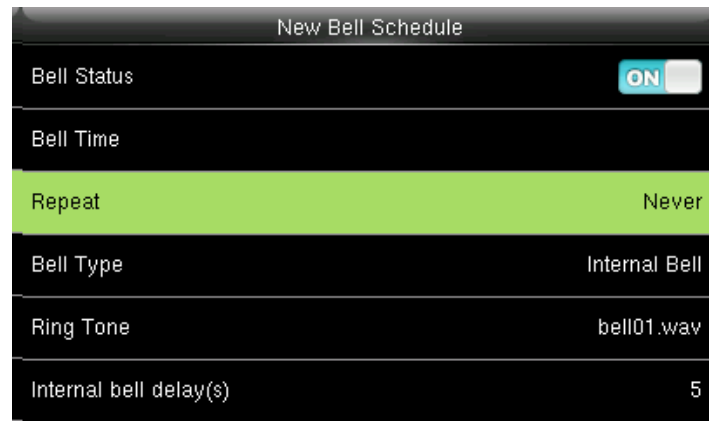 New Bell Schedule
Bell Status ON
Bell Time
Repeat Never
Bell Type Internal Bell
Ring Tone bell01.wav
Internal bell delay(s) 5